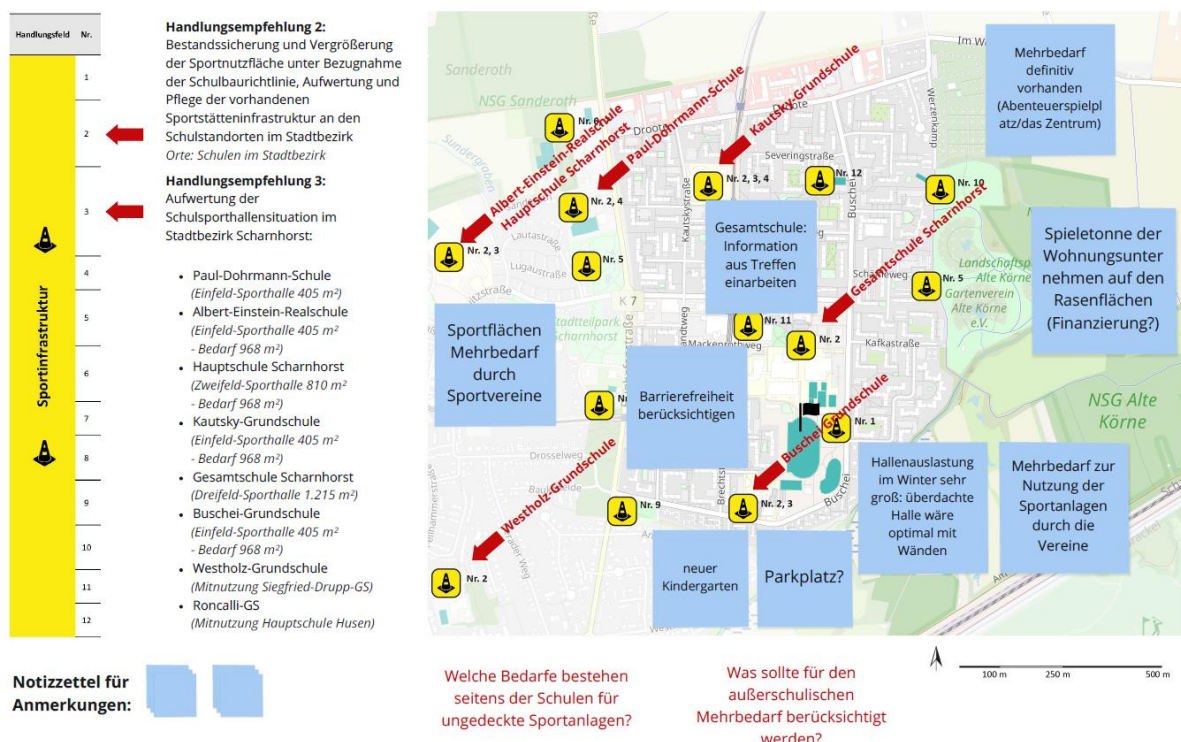 Handlungsfeld
Nr.
1
2
3
4
5
6
7
8
9
10
11
12
Sportinfrastruktur
Handlungsempfehlung 2:
Bestandssicherung und Vergrößerung
der Sportnutzfläche unter Bezugnahme
der Schulbaurichtlinie, Aufwertung und
Pflege der vorhandenen
Sportstätteninfrastruktur an den
Schulstandorten im Stadtbezirk
Orte: Schulen im Stadtbezirk
Handlungsempfehlung 3:
Aufwertung der
Schulsporthallensituation im
Stadtbezirk Scharnhorst:
• Paul-Dohrmann-Schule
(Einfeld-Sporthalle 405 m²)
• Albert-Einstein-Realschule
(Einfeld-Sporthalle 405 m²
- Bedarf 968 m²)
• Hauptschule Scharnhorst
(Zweifeld-Sporthalle 810 m²
- Bedarf 968 m²)
• Kautsky-Grundschule
(Einfeld-Sporthalle 405 m²
- Bedarf 968 m²)
• Gesamtschule Scharnhorst
(Dreifeld-Sporthalle 1.215 m²)
• Buschei-Grundschule
(Einfeld-Sporthalle 405 m²
- Bedarf 968 m²)
• Westholz-Grundschule
(Mitnutzung Siegfried-Drupp-GS)
• Roncalli-GS
(Mitnutzung Hauptschule Husen)
Notizzettel für
Anmerkungen:
Sanderoth
NSG Sanderoth
Im
Droote
Droote
Werzenkamp
Severingstraße
Kautskystraße
Buschei
Lautastraße
Lugaustraße
K 7
Stadtteilpark
Scharnhorst
Mackenrothweg
Kafkastraße
Landschaftsp
Alte Körne
Gartenverein
Alte Körne
e.V.
NSG Alte
Körne
Drosselweg
Buschei
Albert-Einstein-Realschule
Hauptschule Scharnhorst
Paul-Dohrmann-Schule
Kautsky-Grundschule
Gesamtschule Scharnhorst
Buschei Grundschule
Westholz-Grundschule
Nr. 2, 4
Nr. 2, 3, 4
Nr. 12
Nr. 10
Nr. 2, 3
Nr. 5
Nr. 5
Nr. 11
Nr. 2
Nr. 1
Nr. 9
Nr. 2, 3
Nr. 2
Mehrbedarf
definitiv
vorhanden
(Abenteuerspielpl
atz/das Zentrum)
Gesamtschule:
Information
aus Treffen
einarbeiten
Spieletonne der
Wohnungsunter
nehmen auf den
Rasenflächen
(Finanzierung?)
Sportflächen
Mehrbedarf
durch
Sportvereine
Barrierefreiheit
berücksichtigen
Hallenauslastung
im Winter sehr
groß: überdachte
Halle wäre
optimal mit
Wänden
Mehrbedarf zur
Nutzung der
Sportanlagen
durch die
Vereine
neuer
Kindergarten
Parkplatz?
Welche Bedarfe bestehen
seitens der Schulen für
ungedeckte Sportanlagen?
Was sollte für den
außerschulischen
Mehrbedarf berücksichtigt
werden?
100 m
250 m
500 m